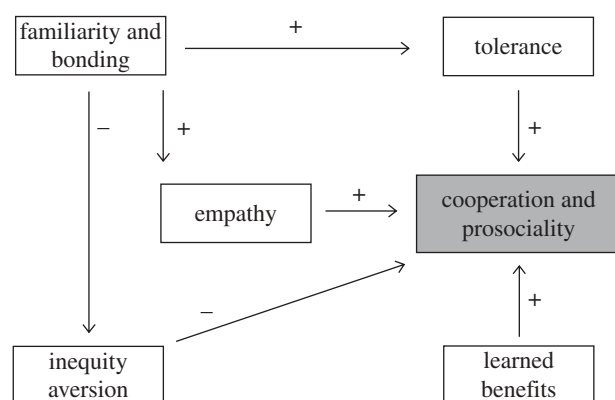 familiarity and
bonding
+
tolerance
–
+
+
empathy
+
cooperation and
prosociality
–
+
inequity
aversion
learned
benefits